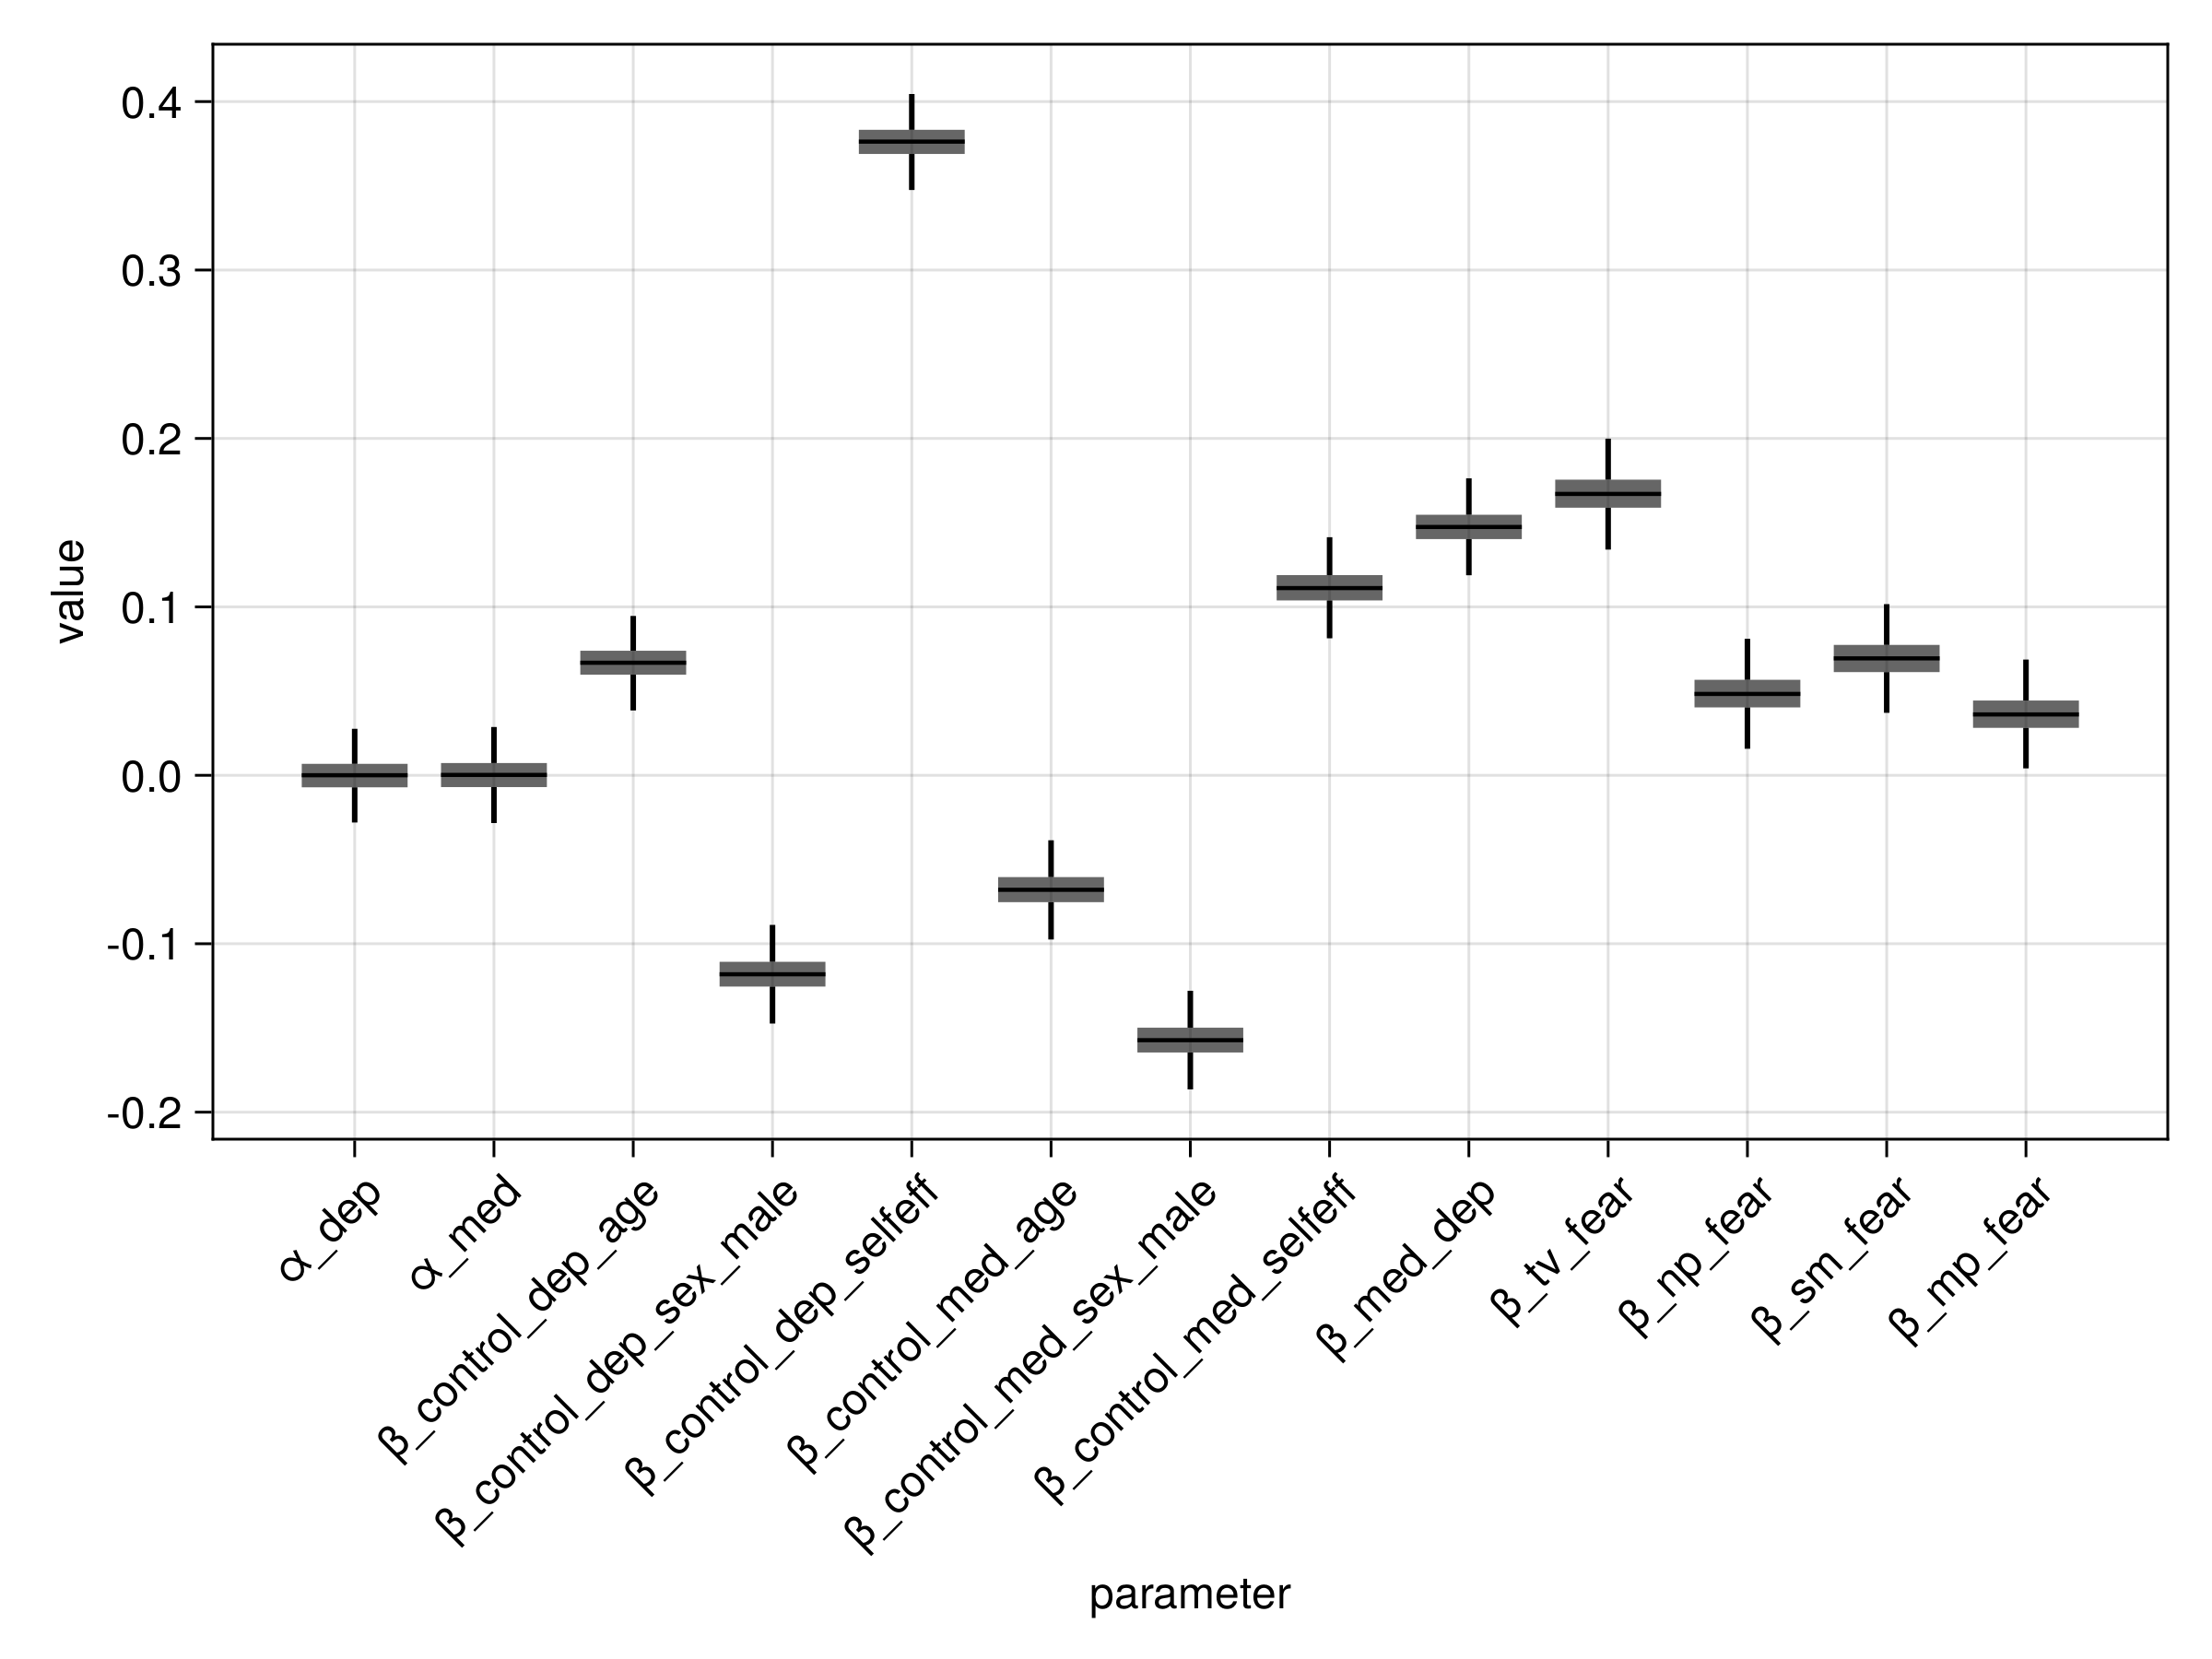 0.4
0.3
0.2
0.1
0.0
-0.1
-0.2
value
α_dep
α_med
β_control_dep_age
β_control_dep_sex_male
β_control_dep_selfeff
β_control_med_age
β_control_med_sex_male
β_control_med_selfeff
β_med_dep
β_tv_fear
β_np_fear
β_sm_fear
β_mp_fear
parameter